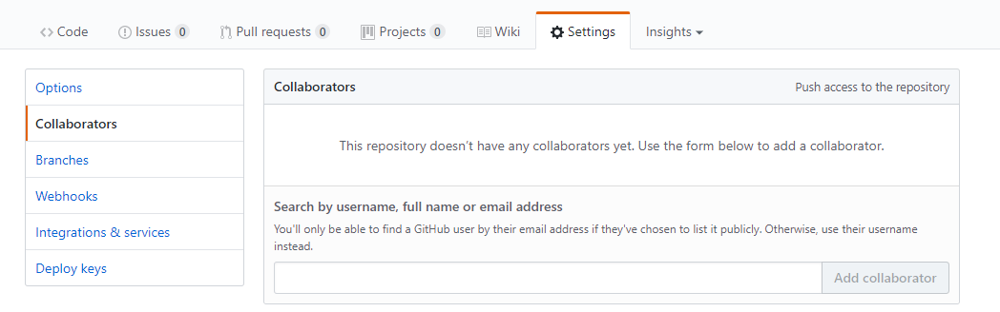 Code Issues 0 Pull requests 0 Projects 0 Wiki Settings Insights
Options
Collaborators
Branches
Webhooks
Integrations & services
Deploy keys
Collaborators Push access to the repository
This repository doesn't have any collaborators yet. Use the form below to add a collaborator.
Search by username, full name or email address
You'll only be able to find a GitHub user by their email address if they've chosen to list it publicly. Otherwise, use their username
instead.
Add collaborator